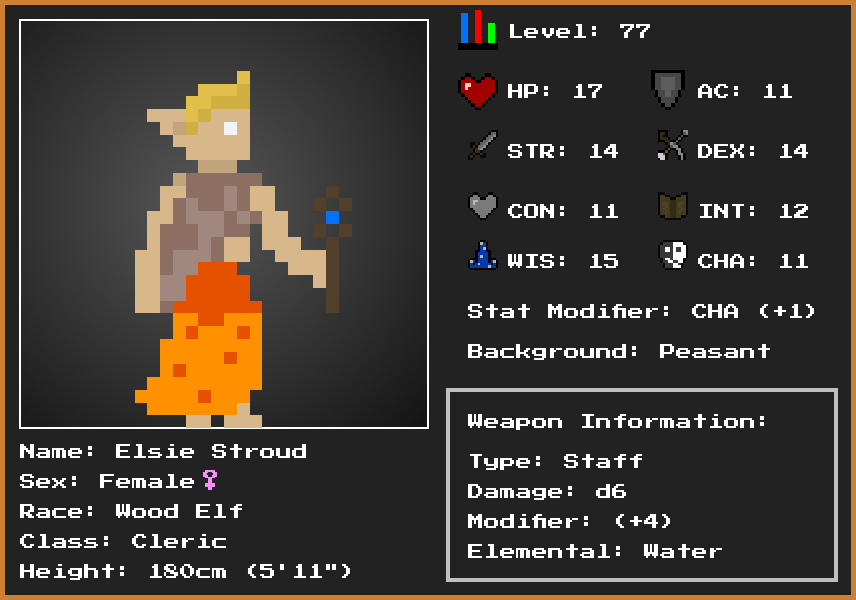 Level: 77
HP: 17 AC: 11
STR: 14 DEX: 14
CON: 11 INT: 12
WIS: 15 CHA: 11
Stat Modifier: CHA (+1)
Background: Peasant
Weapon Information:
Type: Staff
Damage: d6
Modifier: (+4)
Elemental: Water
Name: Elsie Stroud
Sex: Female♀
Race: Wood Elf
Class: Cleric
Height: 180cm (5'11")